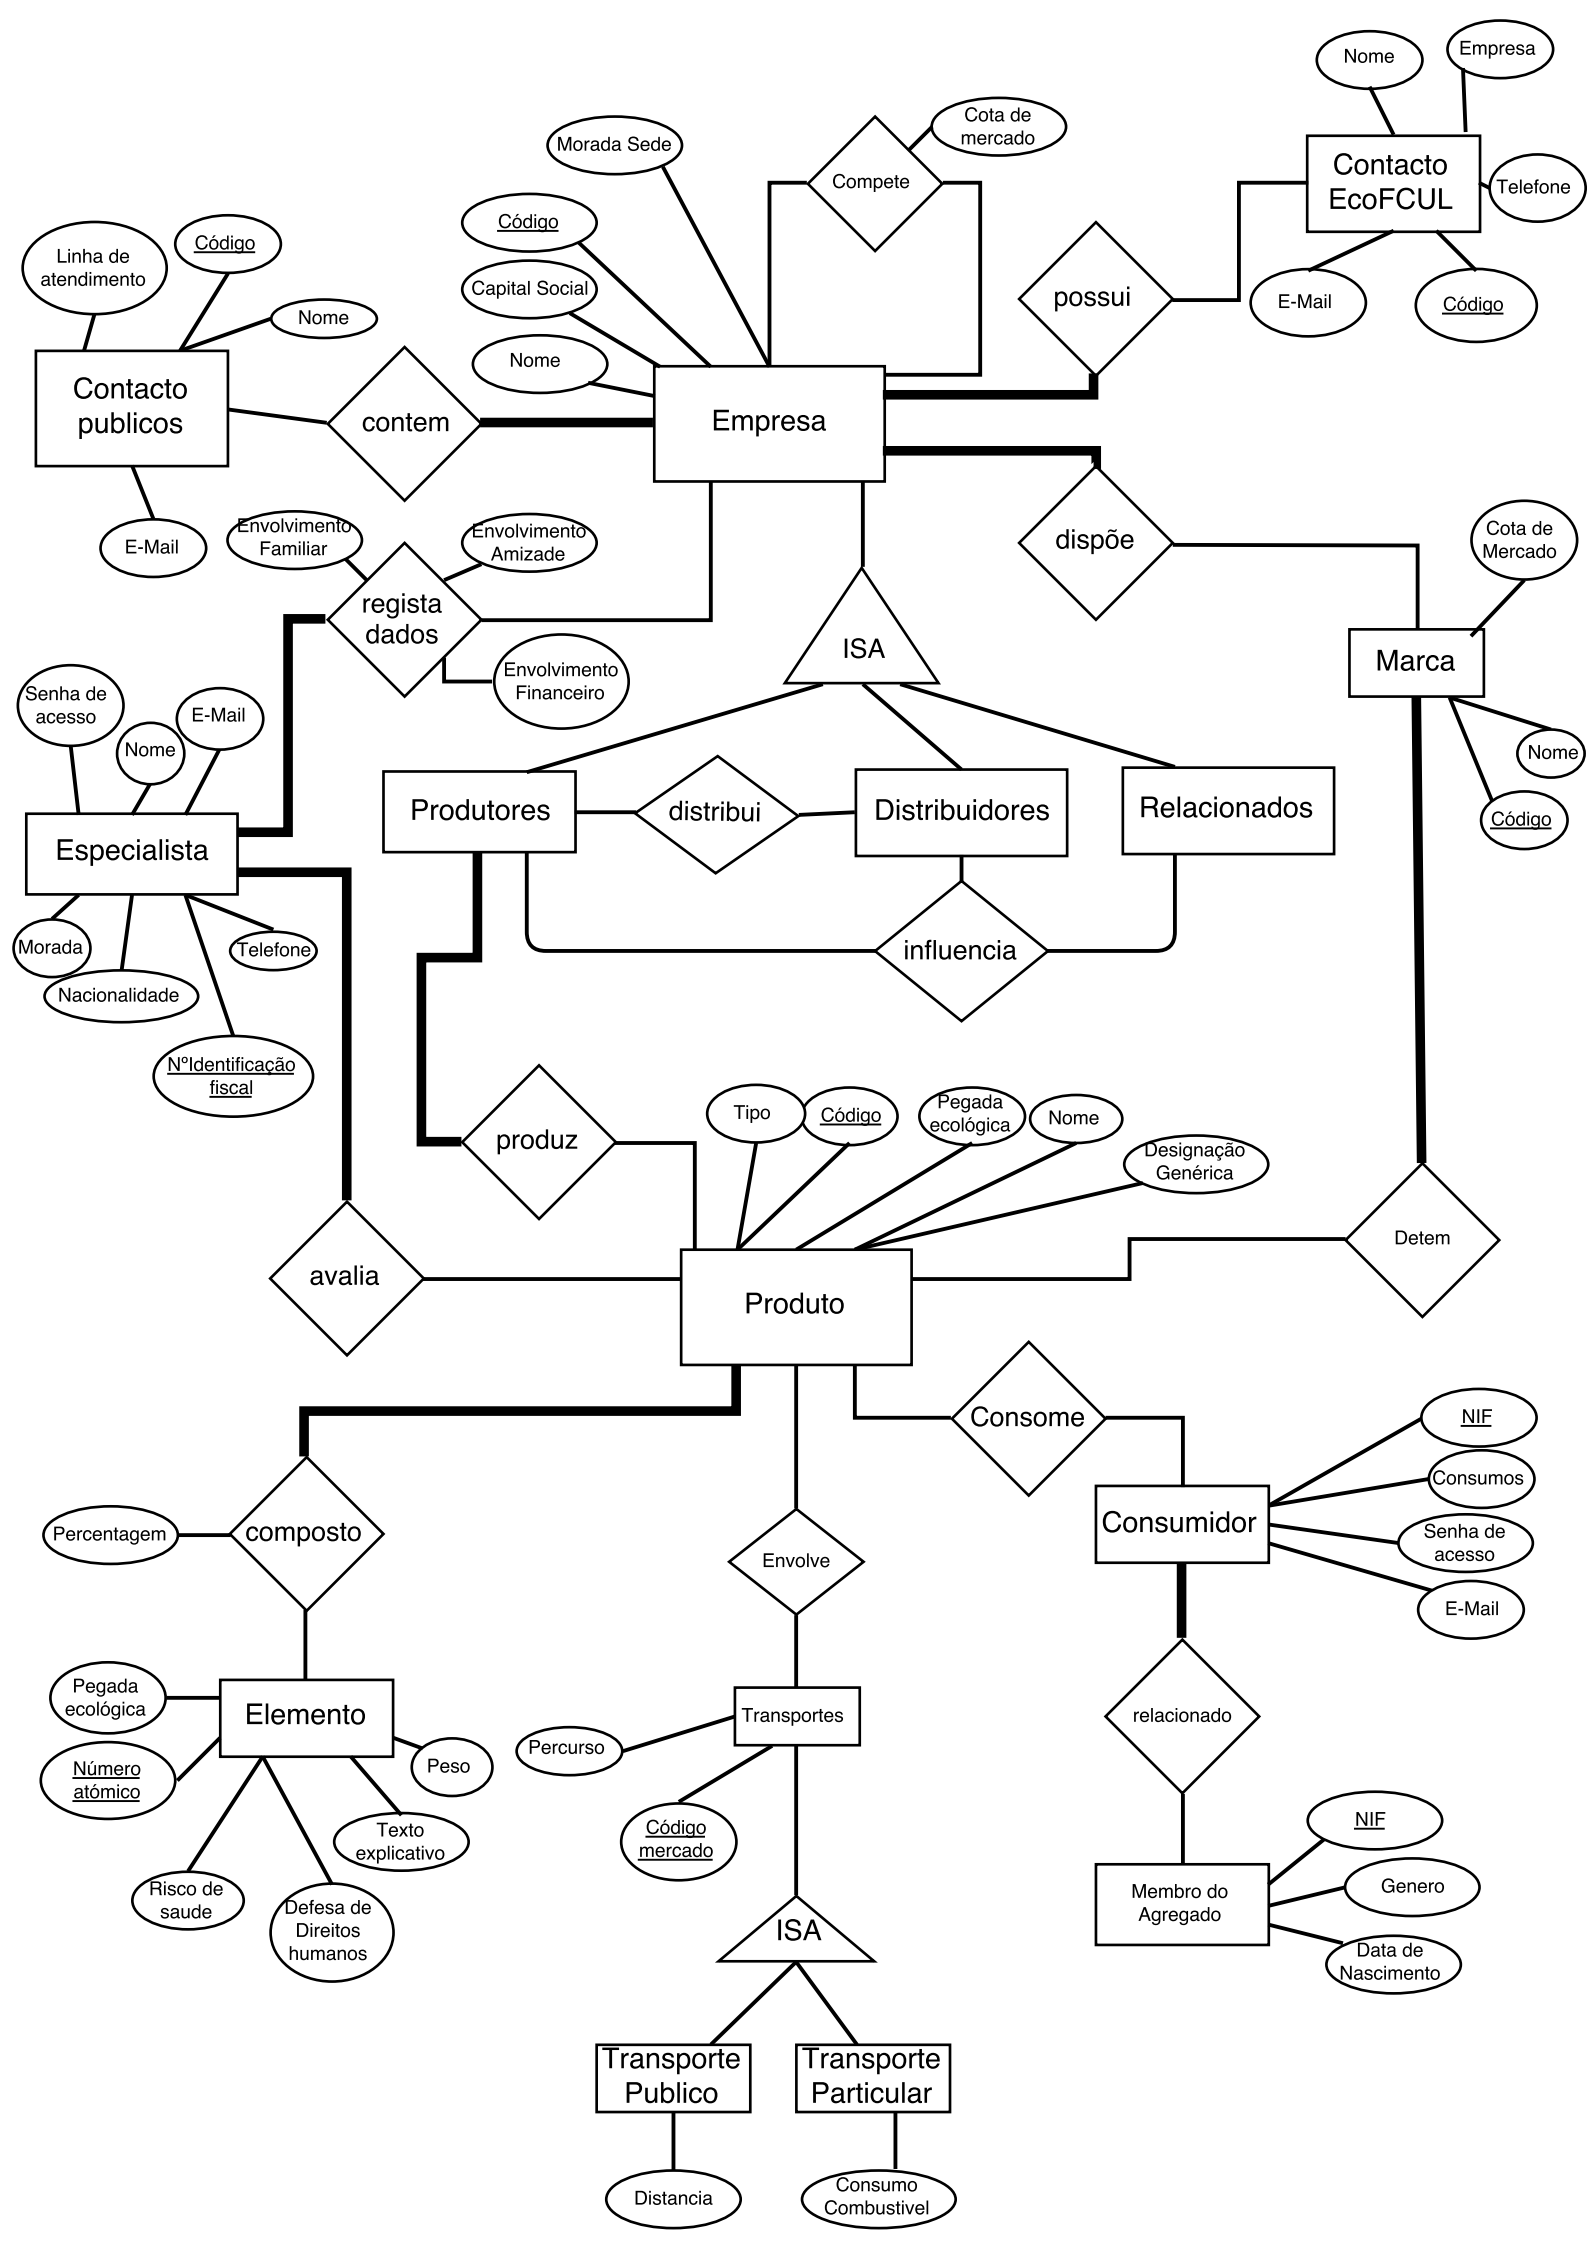 Nome
Empresa
Contacto
EcoFCUL
Telefone
E-Mail
Código
possui
Cota de
mercado
Compete
Morada Sede
Código
Capital Social
Nome
Empresa
Linha de
atendimento
Código
Nome
Contacto
publicos
contem
E-Mail
Envolvimento
Familiar
Envolvimento
Amizade
regista
dados
Envolvimento
Financeiro
ISA
dispõe
Cota de
Mercado
Marca
Nome
Código
Senha de
acesso
Nome
E-Mail
Especialista
Morada
Nacionalidade
Telefone
NºIdentificação
fiscal
Produtores
distribui
Distribuidores
Relacionados
influencia
produz
Tipo
Código
Pegada
ecológica
Nome
Designação
Genérica
avalia
Produto
Detem
Consome
NIF
Consumos
Consumidor
Senha de
acesso
E-Mail
Percentagem
composto
Envolve
Pegada
ecológica
Elemento
Número
atómico
Peso
Texto
explicativo
Risco de
saude
Defesa de
Direitos
humanos
Transportes
Percurso
Código
mercado
relacionado
NIF
Membro do
Agregado
Genero
Data de
Nascimento
ISA
Transporte
Publico
Transporte
Particular
Distancia
Consumo
Combustivel